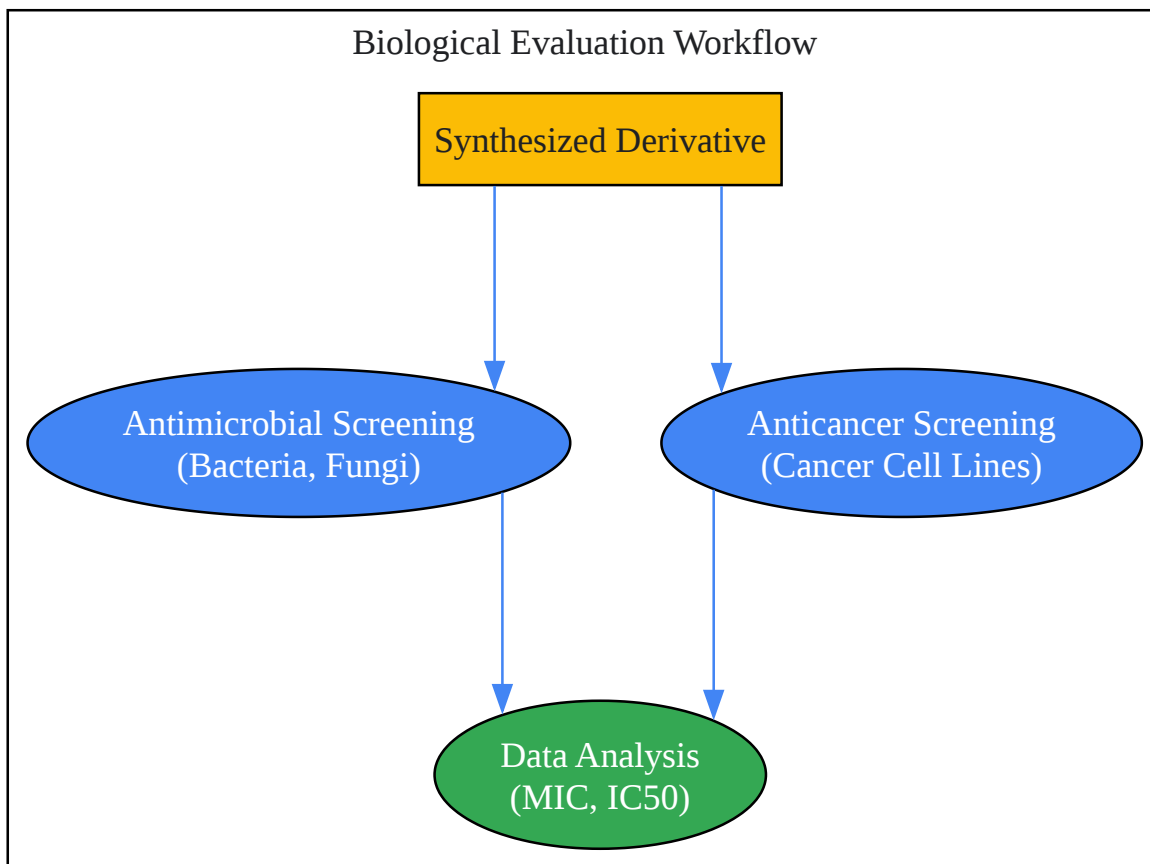 Biological Evaluation Workflow
Synthesized Derivative
Antimicrobial Screening
(Bacteria, Fungi)
Anticancer Screening
(Cancer Cell Lines)
Data Analysis
(MIC, IC50)